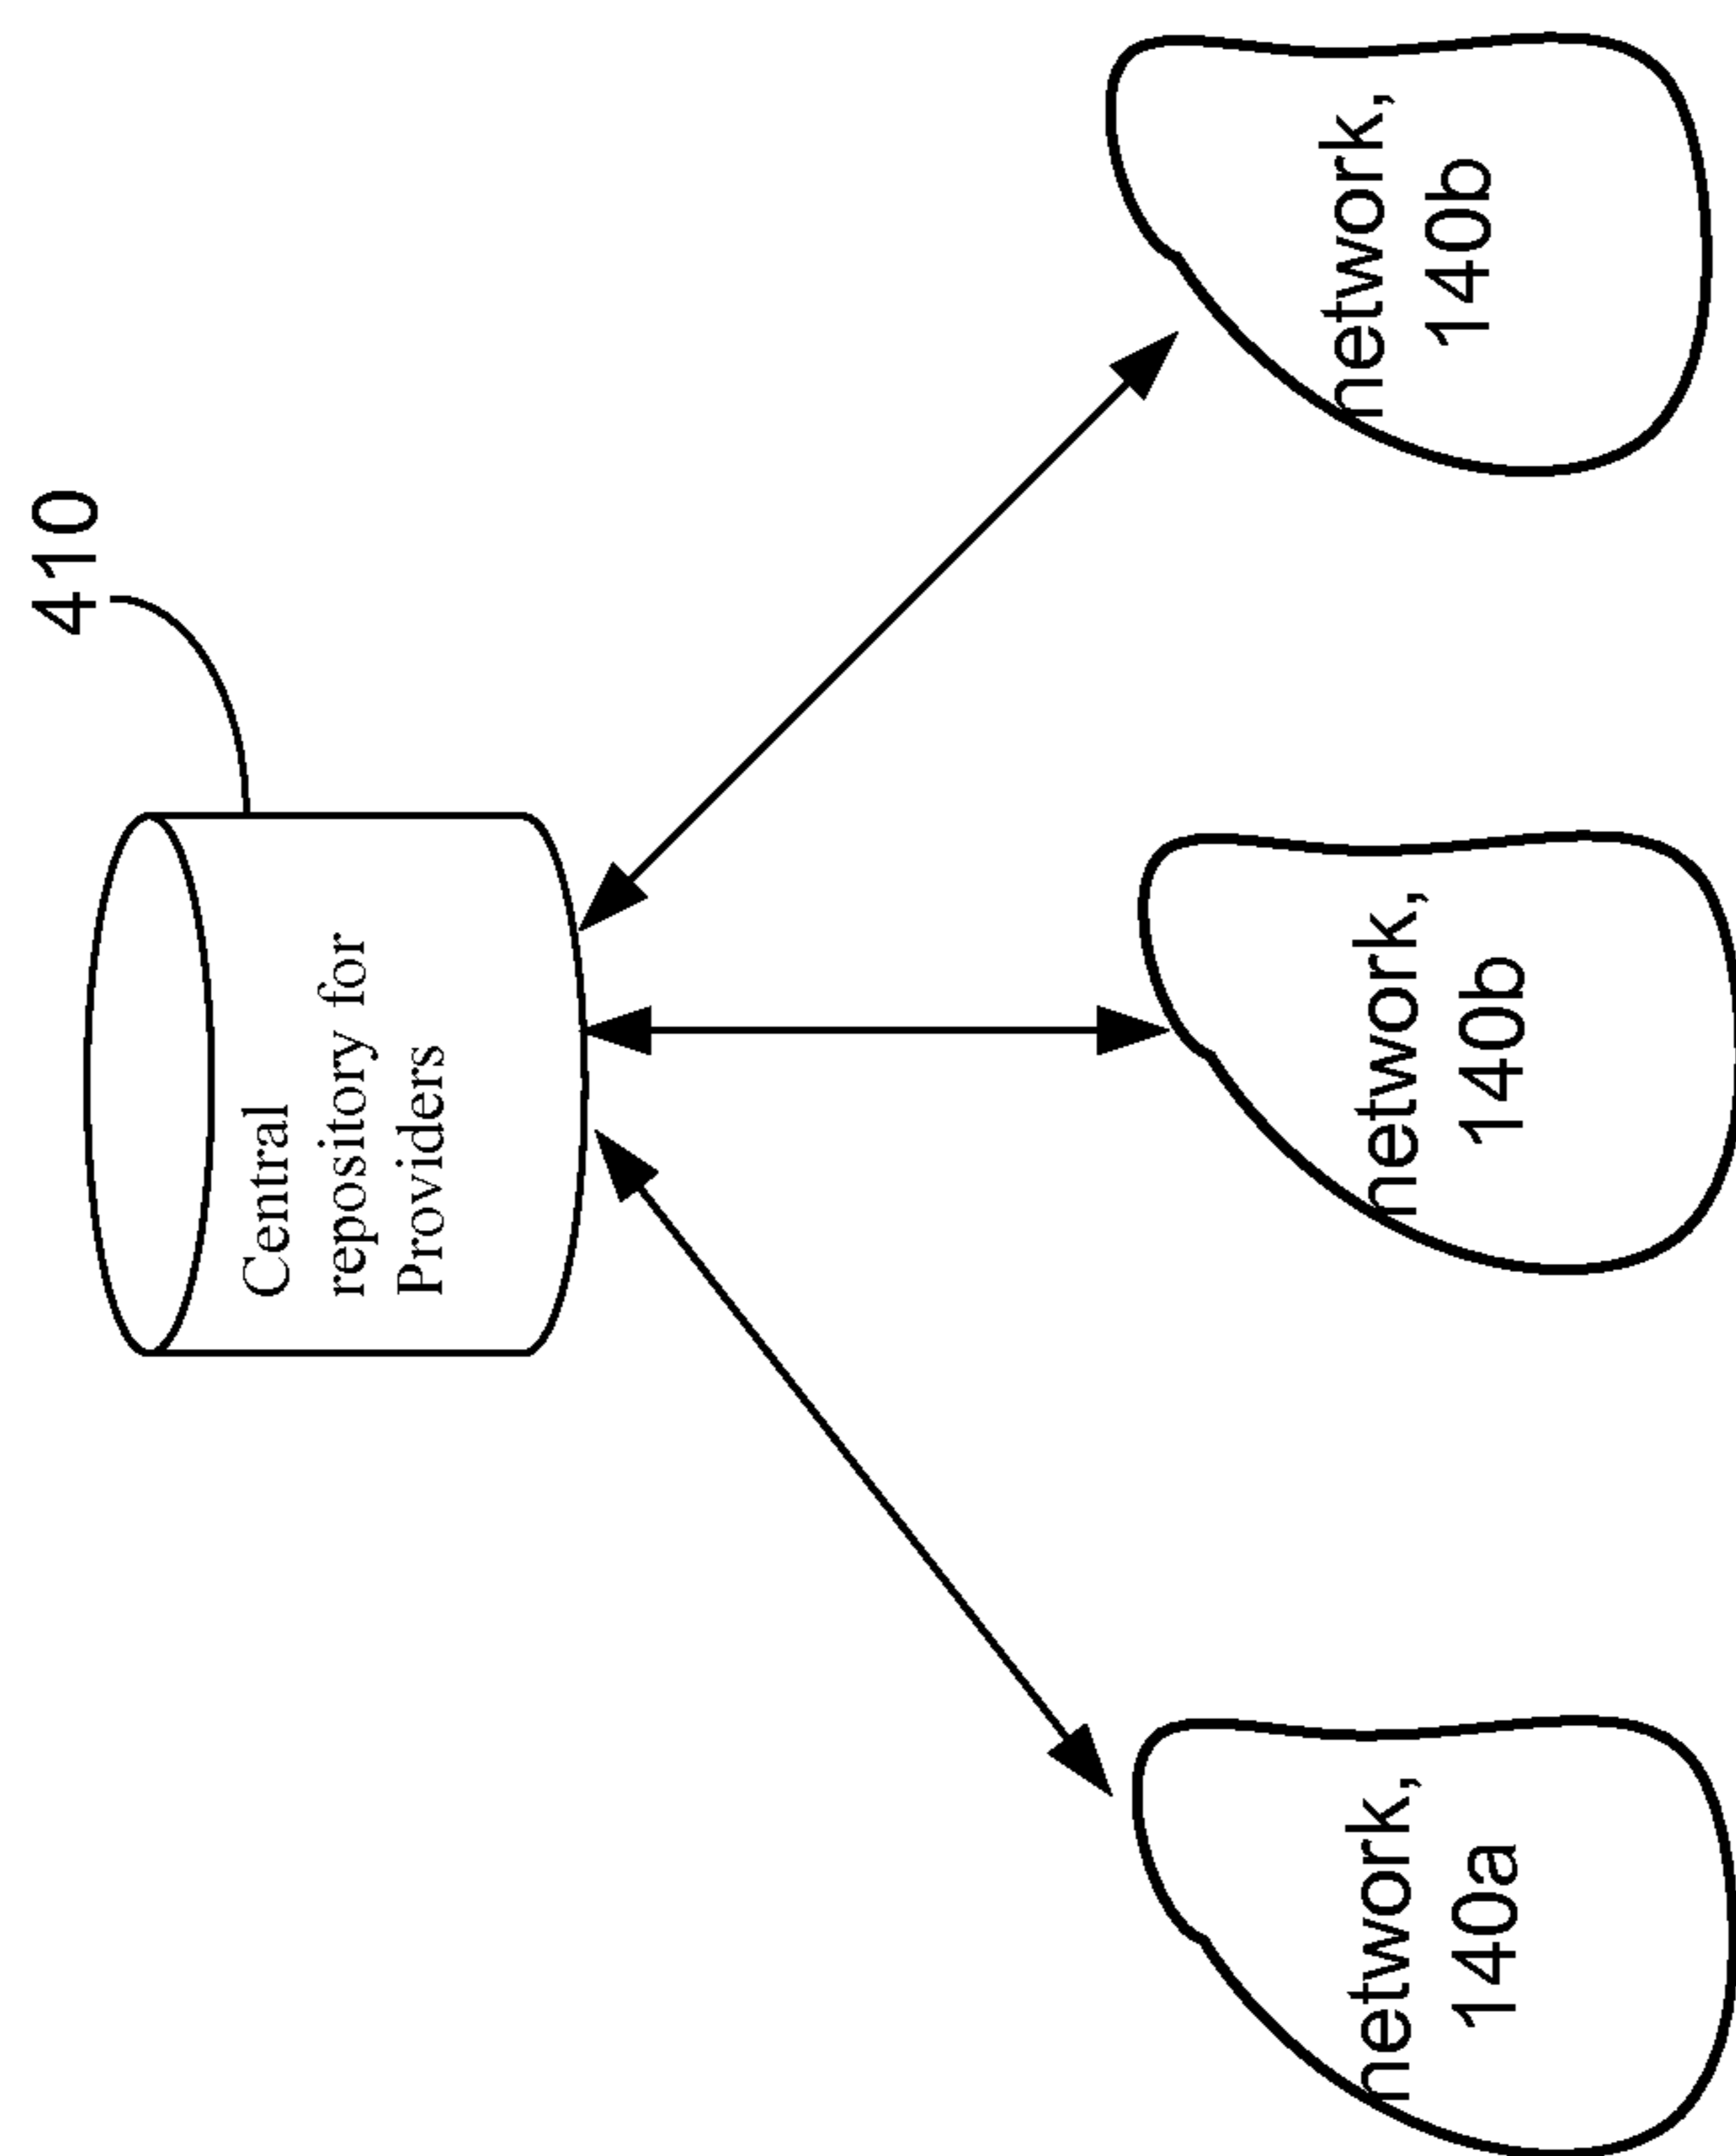 410
Central
repository for
Providers
network,
140a
network,
140b
network,
140b